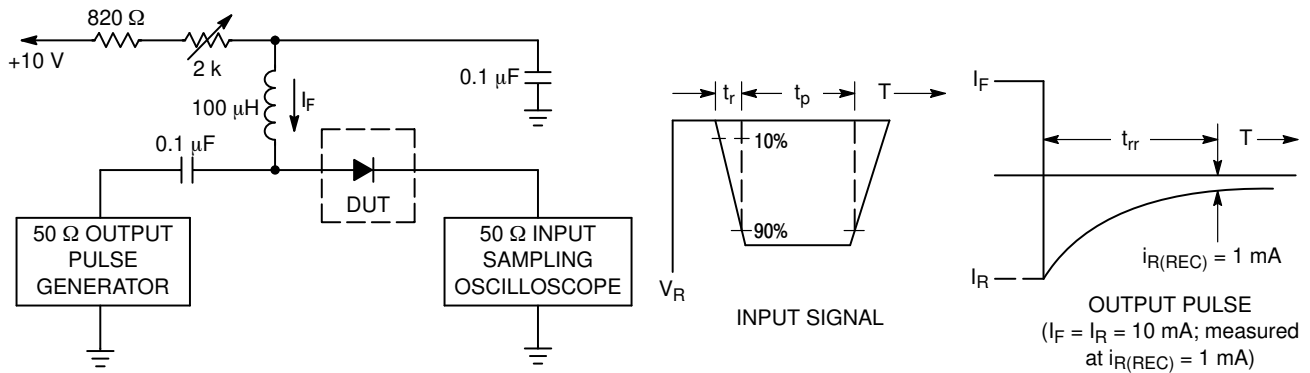 820 Ω
+10 V
2 k
100 µH
I_F
0.1 µF
0.1 µF
DUT
50 Ω OUTPUT
PULSE
GENERATOR
50 Ω INPUT
SAMPLING
OSCILLOSCOPE
t_r
t_p
T
10%
90%
V_R
INPUT SIGNAL
I_F
t_rr
T
i_R(REC) = 1 mA
I_R
OUTPUT PULSE
(I_F = I_R = 10 mA; measured
at i_R(REC) = 1 mA)